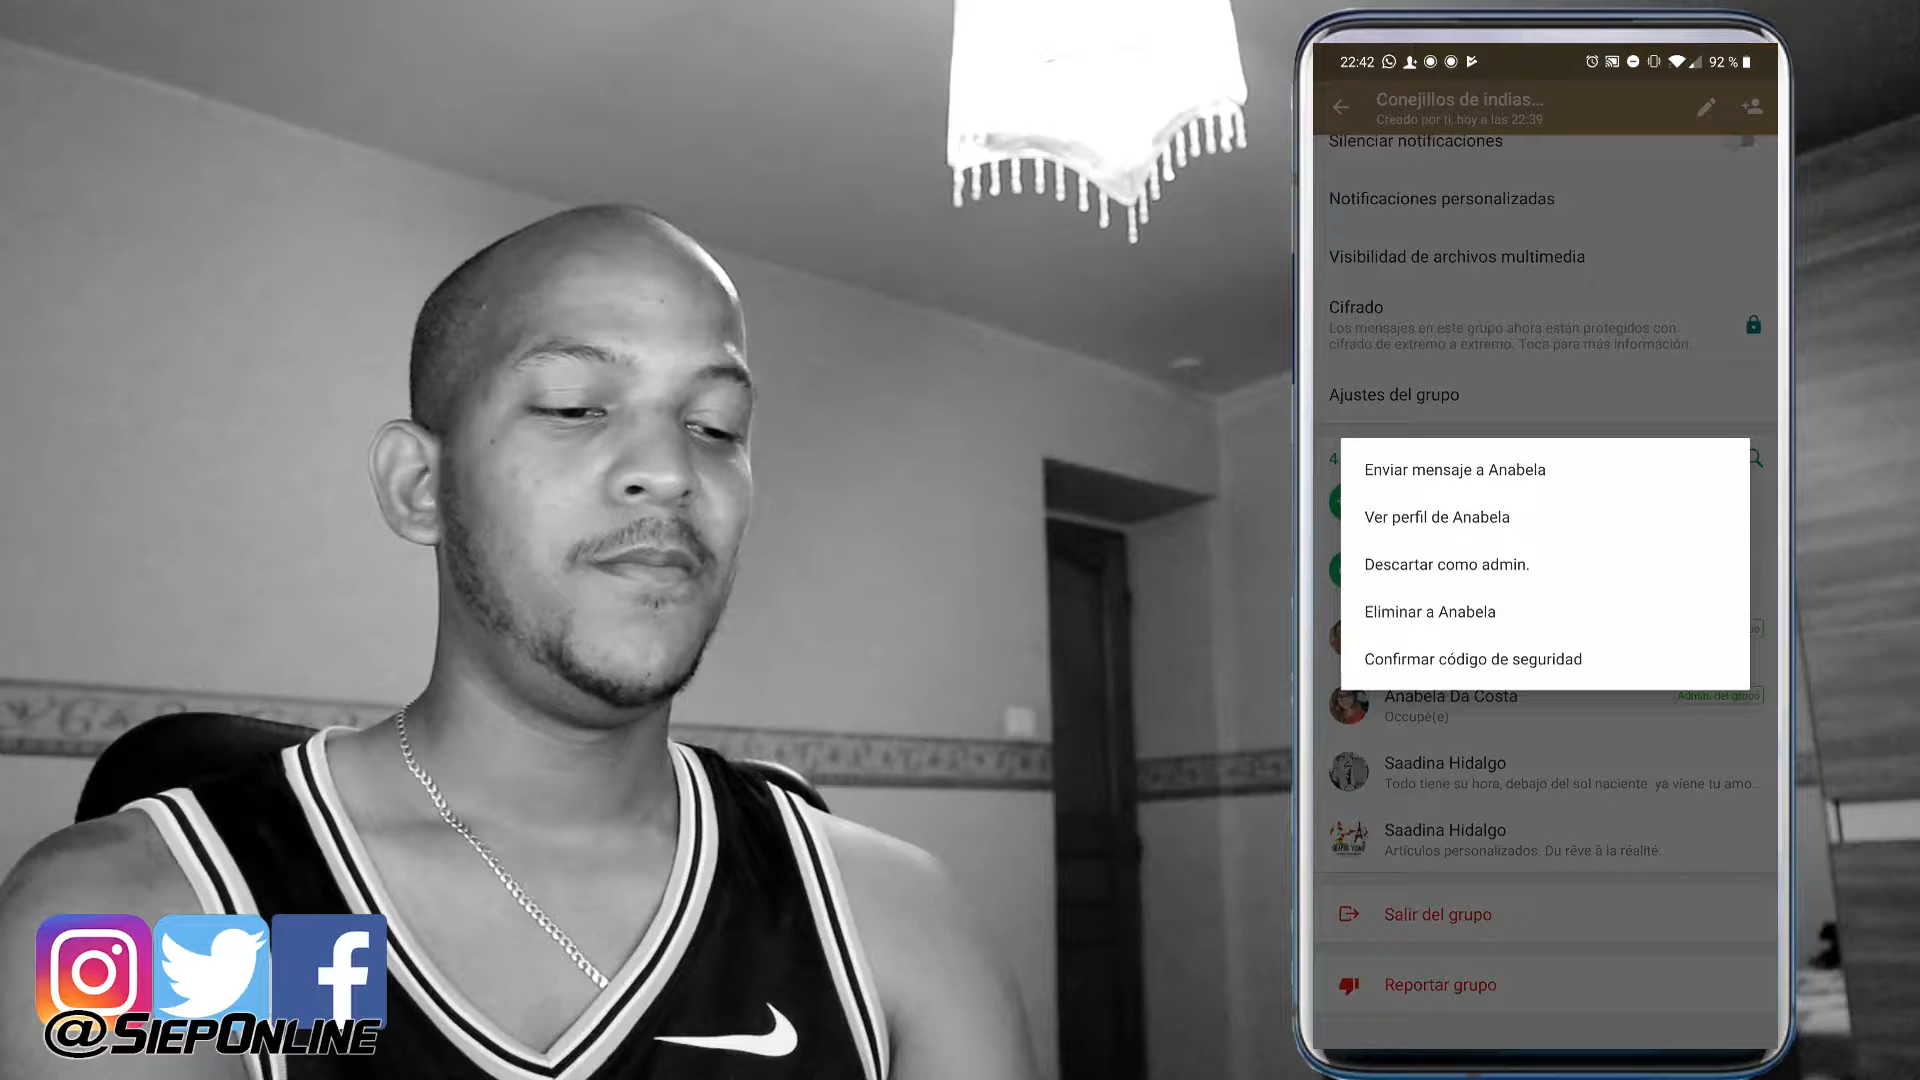 22:42
92 %
Conejillos de indias...
Creado por ti, hoy a las 22:39
Silenciar notificaciones
Notificaciones personalizadas
Visibilidad de archivos multimedia
Cifrado
Los mensajes en este grupo ahora están protegidos con
cifrado de extremo a extremo. Toca para más información.
Ajustes del grupo
4
Enviar mensaje a Anabela
Ver perfil de Anabela
Descartar como admin.
Eliminar a Anabela
Confirmar código de seguridad
Anabela Da Costa
Admin. del grupo
Occupé(e)
Saadina Hidalgo
Todo tiene su hora, debajo del sol naciente ya viene tu amo...
Saadina Hidalgo
Artículos personalizados. Du rêve à la réalité.
Salir del grupo
Reportar grupo
@SiepOnline